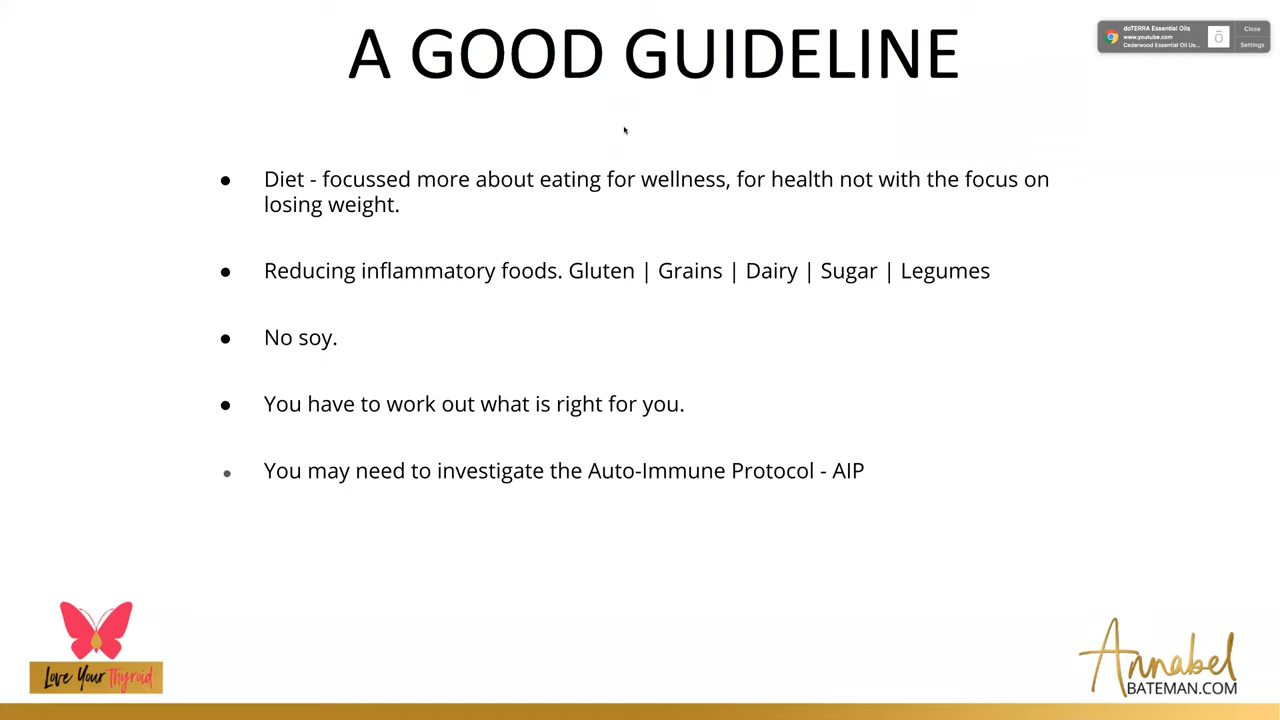 A GOOD GUIDELINE
doTERRA Essential Oils
www.youtube.com
Cedarwood Essential Oil Us...
Close
Settings
● Diet - focussed more about eating for wellness, for health not with the focus on
losing weight.
● Reducing inflammatory foods. Gluten | Grains | Dairy | Sugar | Legumes
● No soy.
● You have to work out what is right for you.
● You may need to investigate the Auto-Immune Protocol - AIP
Love Your Thyroid
Annabel
BATEMAN.COM